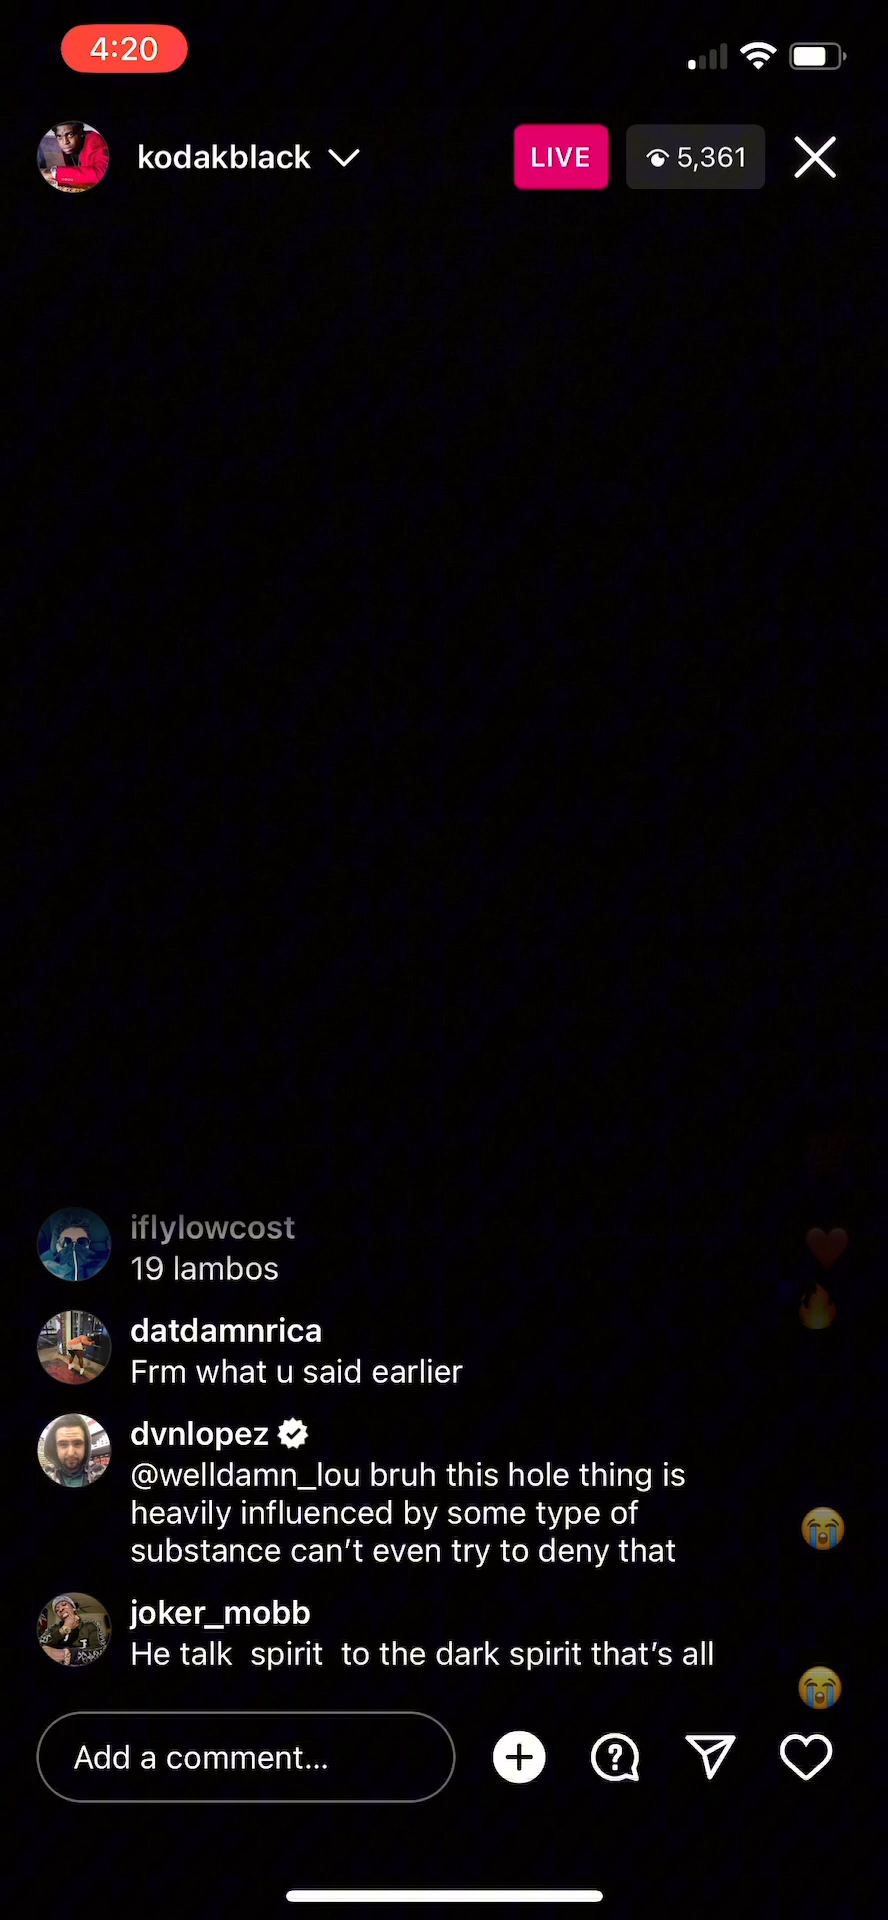 4:20
kodakblack
LIVE
5,361
iflylowcost
19 lambos
datdamnrica
Frm what u said earlier
dvnlopez
@welldamn_lou bruh this hole thing is
heavily influenced by some type of
substance can't even try to deny that
joker_mobb
He talk  spirit  to the dark spirit that's all
Add a comment...